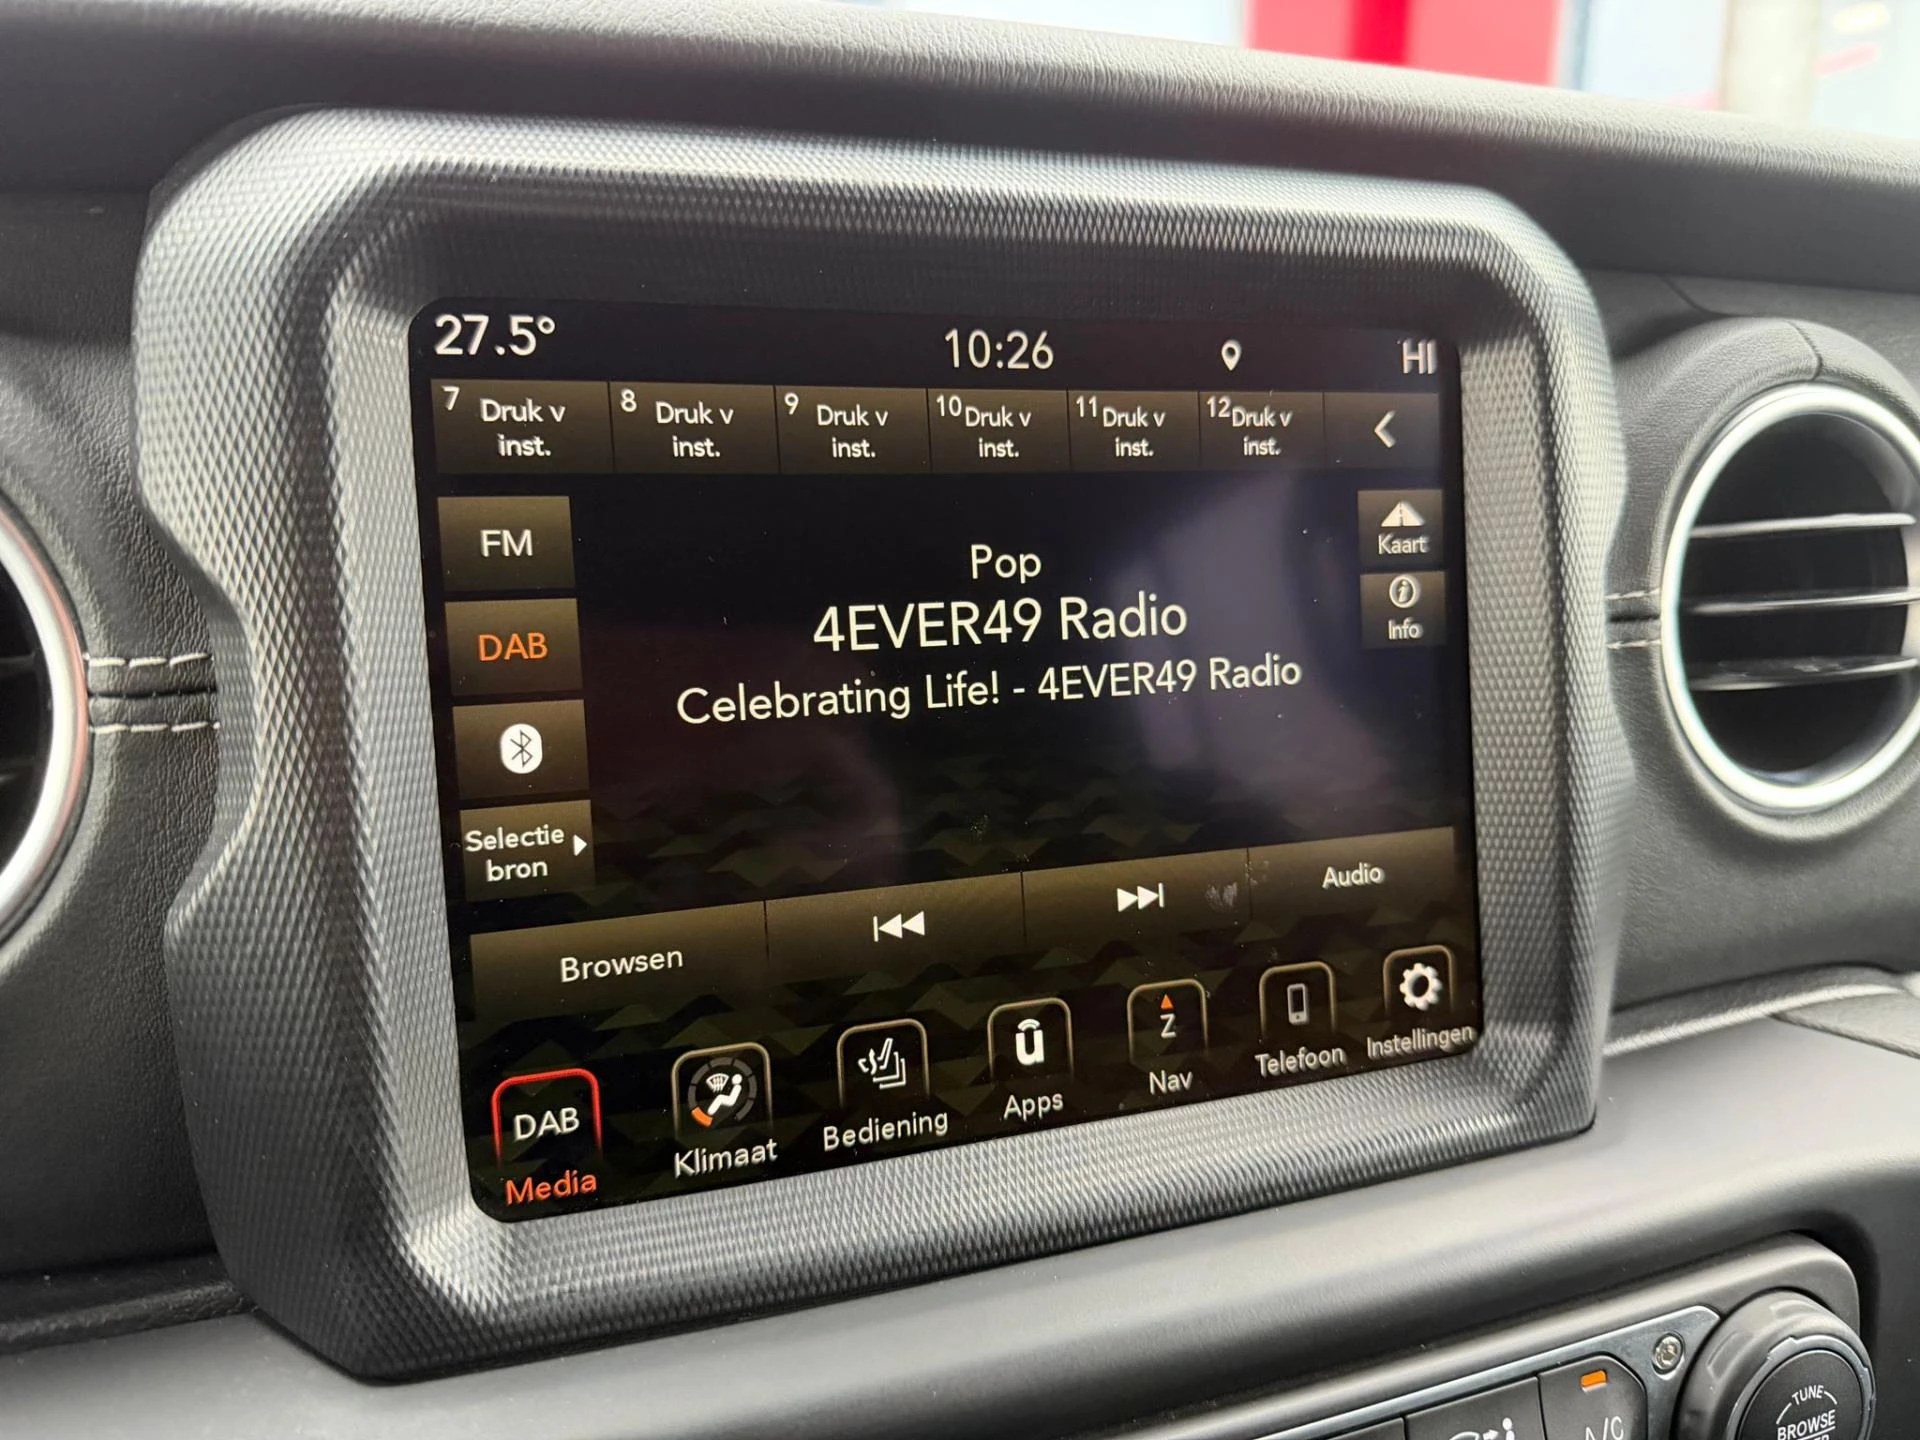 27.5°
10:26
HI
7 Druk v
inst.
8 Druk v
inst.
9 Druk v
inst.
10 Druk v
inst.
11 Druk v
inst.
12 Druk v
inst.
FM
DAB
Selectie
bron
Pop
4EVER49 Radio
Celebrating Life! - 4EVER49 Radio
Kaart
i
Info
Browsen
Audio
DAB
Media
Klimaat
Bediening
ū
Apps
Z
Nav
Telefoon
Instellingen
A/C
TUNE
BROWSE